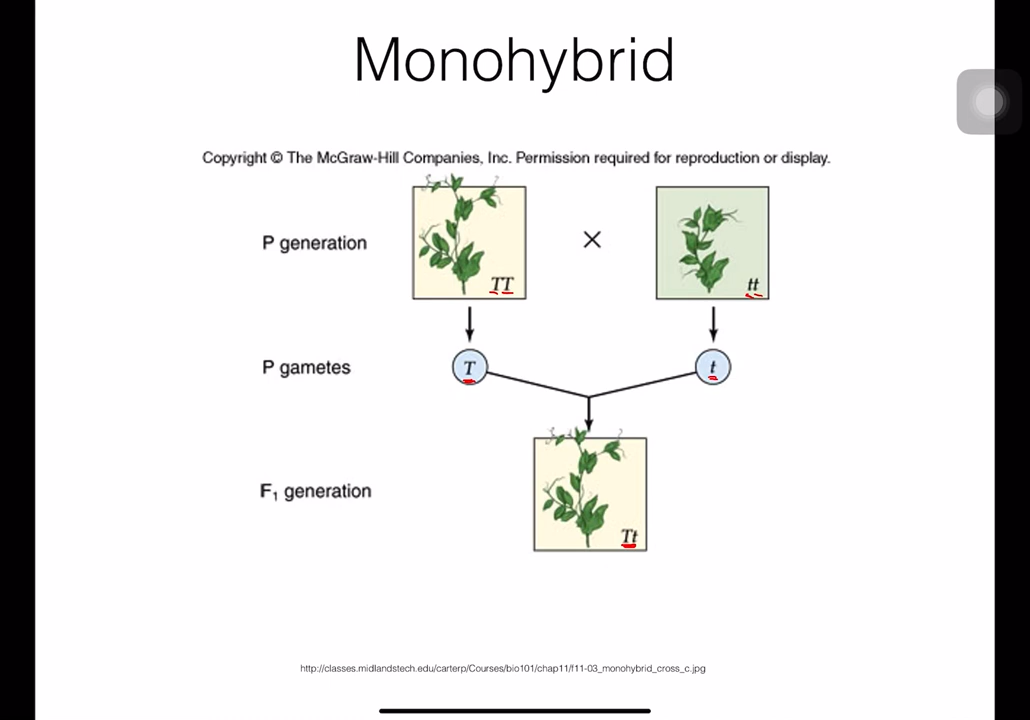 Monohybrid
Copyright © The McGraw-Hill Companies, Inc. Permission required for reproduction or display.
P generation
×
TT
tt
P gametes
T
t
F₁ generation
Tt
http://classes.midlandstech.edu/carterp/Courses/bio101/chap11/f11-03_monohybrid_cross_c.jpg